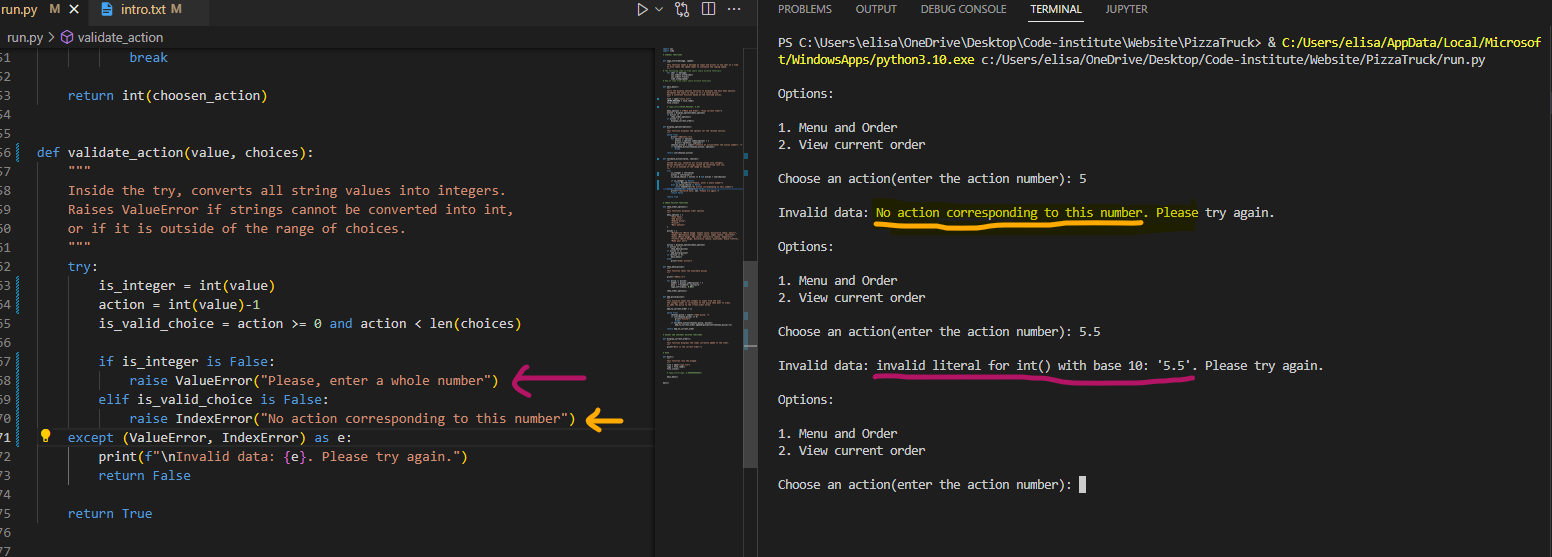 run.py M X intro.txt M
run.py > validate_action
51 break
52
53 return int(choosen_action)
54
55
56 def validate_action(value, choices):
57 """
58 Inside the try, converts all string values into integers.
59 Raises ValueError if strings cannot be converted into int,
60 or if it is outside of the range of choices.
61 """
62 try:
63 is_integer = int(value)
64 action = int(value)-1
65 is_valid_choice = action >= 0 and action < len(choices)
66
67 if is_integer is False:
68 raise ValueError("Please, enter a whole number")
69 elif is_valid_choice is False:
70 raise IndexError("No action corresponding to this number")
71 except (ValueError, IndexError) as e:
72 print(f"\nInvalid data: {e}. Please try again.")
73 return False
74
75 return True
76
77
PROBLEMS OUTPUT DEBUG CONSOLE TERMINAL JUPYTER
PS C:\Users\elisa\OneDrive\Desktop\Code-institute\Website\PizzaTruck> & C:/Users/elisa/AppData/Local/Microsof
t/WindowsApps/python3.10.exe c:/Users/elisa/OneDrive/Desktop/Code-institute/Website/PizzaTruck/run.py
Options:
1. Menu and Order
2. View current order
Choose an action(enter the action number): 5
Invalid data: No action corresponding to this number. Please try again.
Options:
1. Menu and Order
2. View current order
Choose an action(enter the action number): 5.5
Invalid data: invalid literal for int() with base 10: '5.5'. Please try again.
Options:
1. Menu and Order
2. View current order
Choose an action(enter the action number):